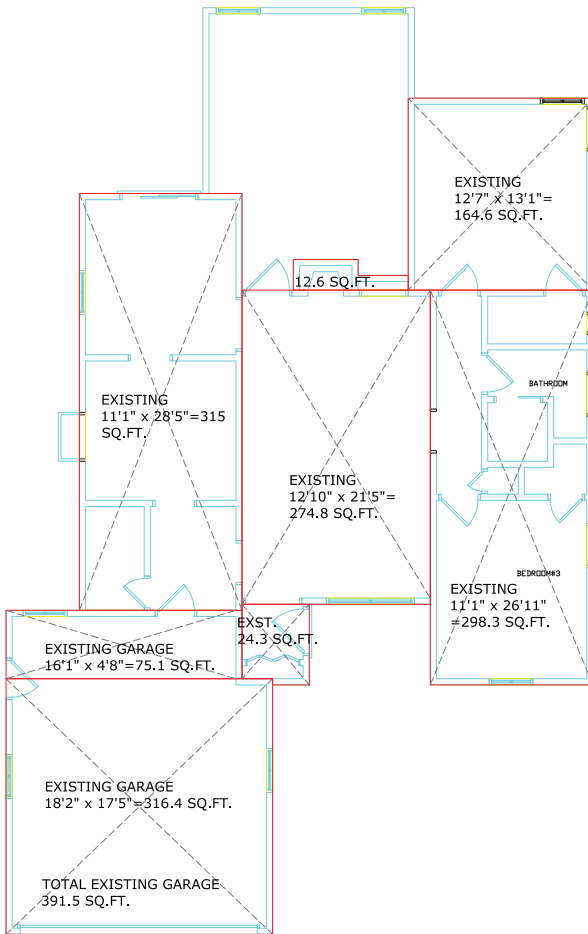 EXISTING
12'7" x 13'1"=
164.6 SQ.FT.
12.6 SQ.FT.
BATHROOM
EXISTING
11'1" x 28'5"=315
SQ.FT.
EXISTING
12'10" x 21'5"=
274.8 SQ.FT.
BEDROOM#3
EXISTING
11'1" x 26'11"
=298.3 SQ.FT.
EXST.
24.3 SQ.FT.
EXISTING GARAGE
16'1" x 4'8"=75.1 SQ.FT.
EXISTING GARAGE
18'2" x 17'5"=316.4 SQ.FT.
TOTAL EXISTING GARAGE
391.5 SQ.FT.